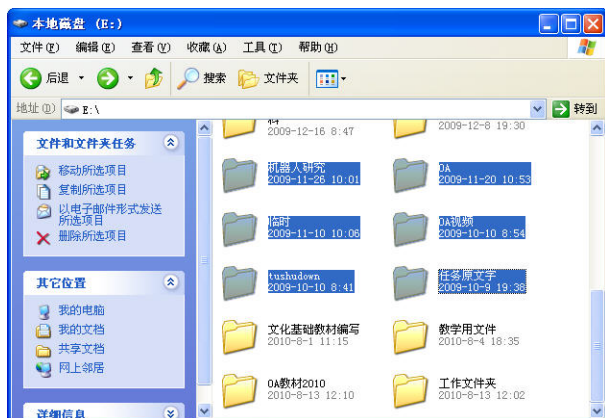 本地磁盘 (E:)
文件(F) 编辑(E) 查看(V) 收藏(A) 工具(T) 帮助(H)
后退 搜索 文件夹
地址(D) E:\ 转到
文件和文件夹任务
移动所选项目
复制所选项目
以电子邮件形式发送
所选项目
删除所选项目
其它位置
我的电脑
我的文档
共享文档
网上邻居
详细信息
2009-12-16 8:47
2009-12-8 19:30
机器人研究
2009-11-26 10:01
OA
2009-11-20 10:53
临时
2009-11-10 10:06
OA视频
2009-10-10 8:54
tushudown
2009-10-10 8:41
任务原文字
2009-10-9 19:38
文化基础教材编写
2010-8-1 11:15
教学用文件
2010-8-4 18:35
OA教材2010
2010-8-13 12:10
工作文件夹
2010-8-13 12:02